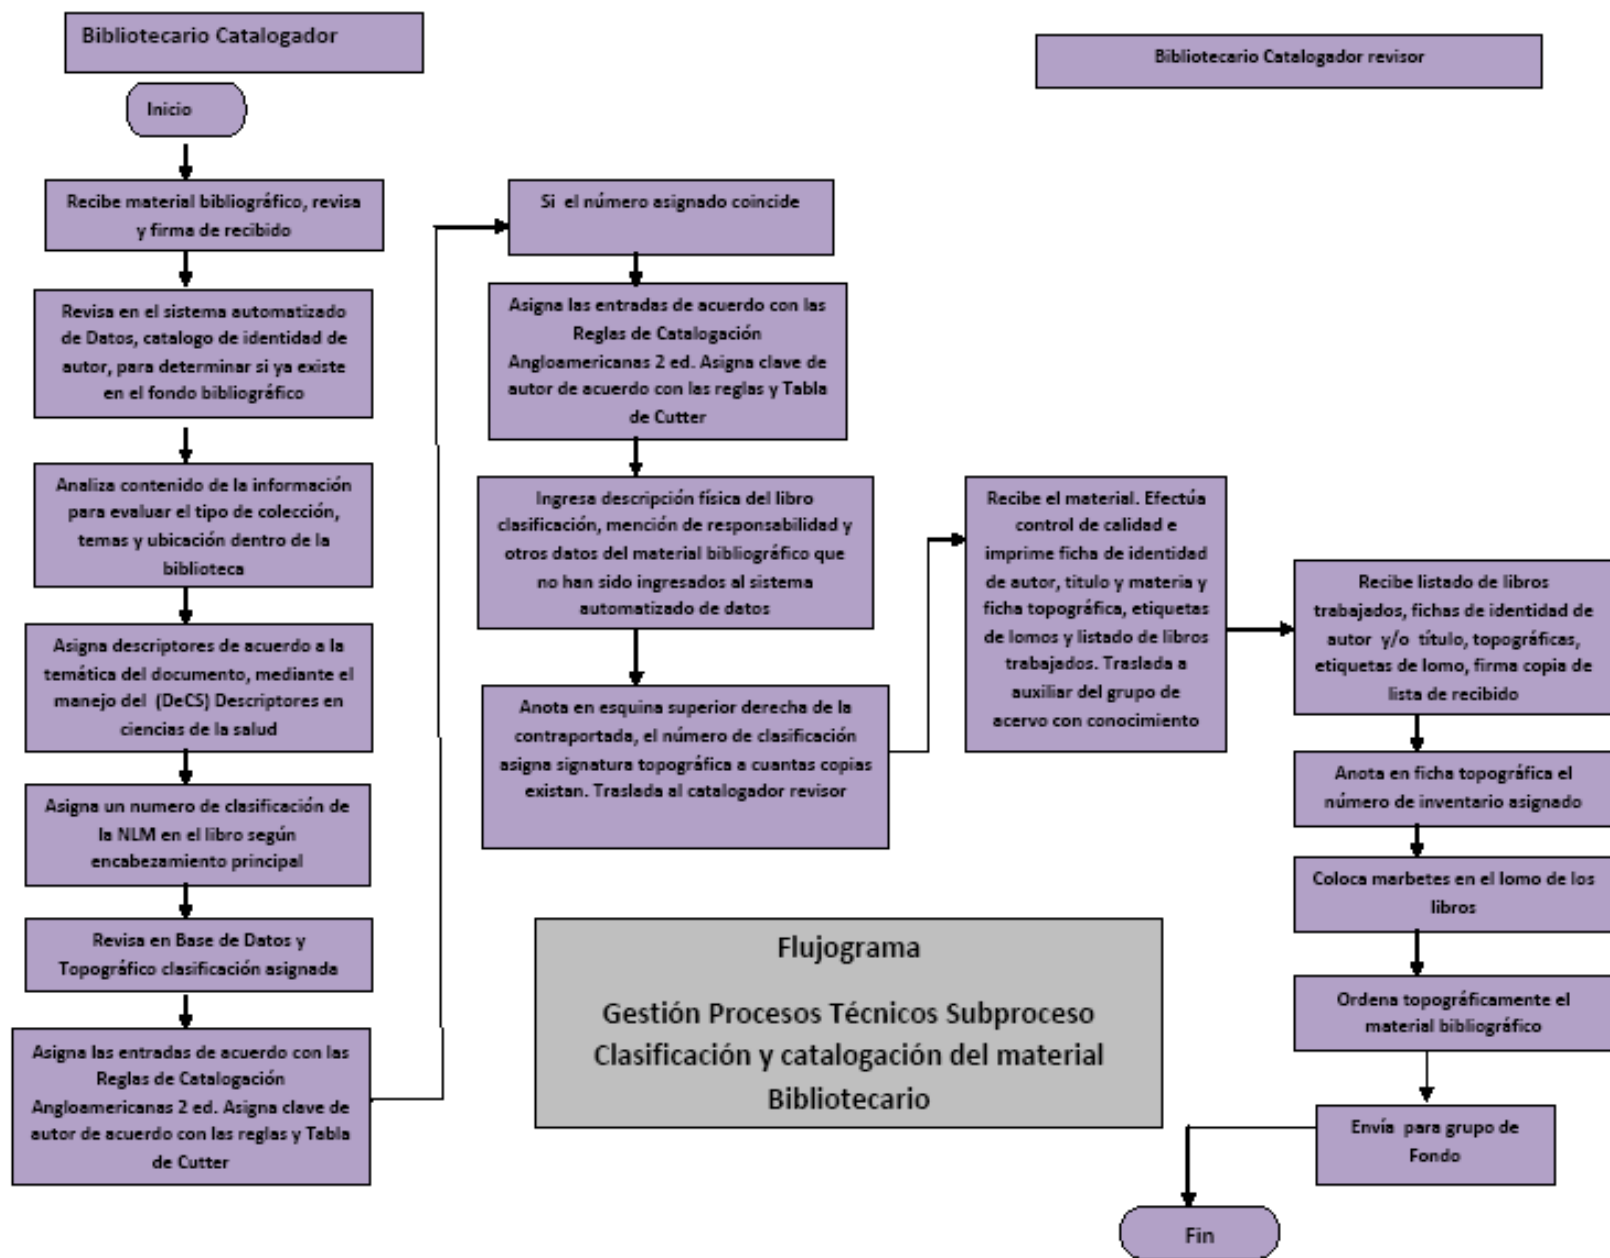 Bibliotecario Catalogador
Bibliotecario Catalogador revisor
Inicio
Recibe material bibliográfico, revisa
y firma de recibido
Revisa en el sistema automatizado
de Datos, catalogo de identidad de
autor, para determinar si ya existe
en el fondo bibliográfico
Analiza contenido de la información
para evaluar el tipo de colección,
temas y ubicación dentro de la
biblioteca
Asigna descriptores de acuerdo a la
temática del documento, mediante el
manejo del (DeCS) Descriptores en
ciencias de la salud
Asigna un numero de clasificación de
la NLM en el libro según
encabezamiento principal
Revisa en Base de Datos y
Topográfico clasificación asignada
Asigna las entradas de acuerdo con las
Reglas de Catalogación
Angloamericanas 2 ed. Asigna clave de
autor de acuerdo con las reglas y Tabla
de Cutter
Si el número asignado coincide
Asigna las entradas de acuerdo con las
Reglas de Catalogación
Angloamericanas 2 ed. Asigna clave de
autor de acuerdo con las reglas y Tabla
de Cutter
Ingresa descripción física del libro
clasificación, mención de responsabilidad y
otros datos del material bibliográfico que
no han sido ingresados al sistema
automatizado de datos
Anota en esquina superior derecha de la
contraportada, el número de clasificación
asigna signatura topográfica a cuantas copias
existan. Traslada al catalogador revisor
Recibe el material. Efectúa
control de calidad e
imprime ficha de identidad
de autor, titulo y materia y
ficha topográfica, etiquetas
de lomos y listado de libros
trabajados. Traslada a
auxiliar del grupo de
acervo con conocimiento
Recibe listado de libros
trabajados, fichas de identidad de
autor y/o título, topográficas,
etiquetas de lomo, firma copia de
lista de recibido
Anota en ficha topográfica el
número de inventario asignado
Coloca marbetes en el lomo de los
libros
Ordena topográficamente el
material bibliográfico
Envía para grupo de
Fondo
Fin
Flujograma
Gestión Procesos Técnicos Subproceso
Clasificación y catalogación del material
Bibliotecario